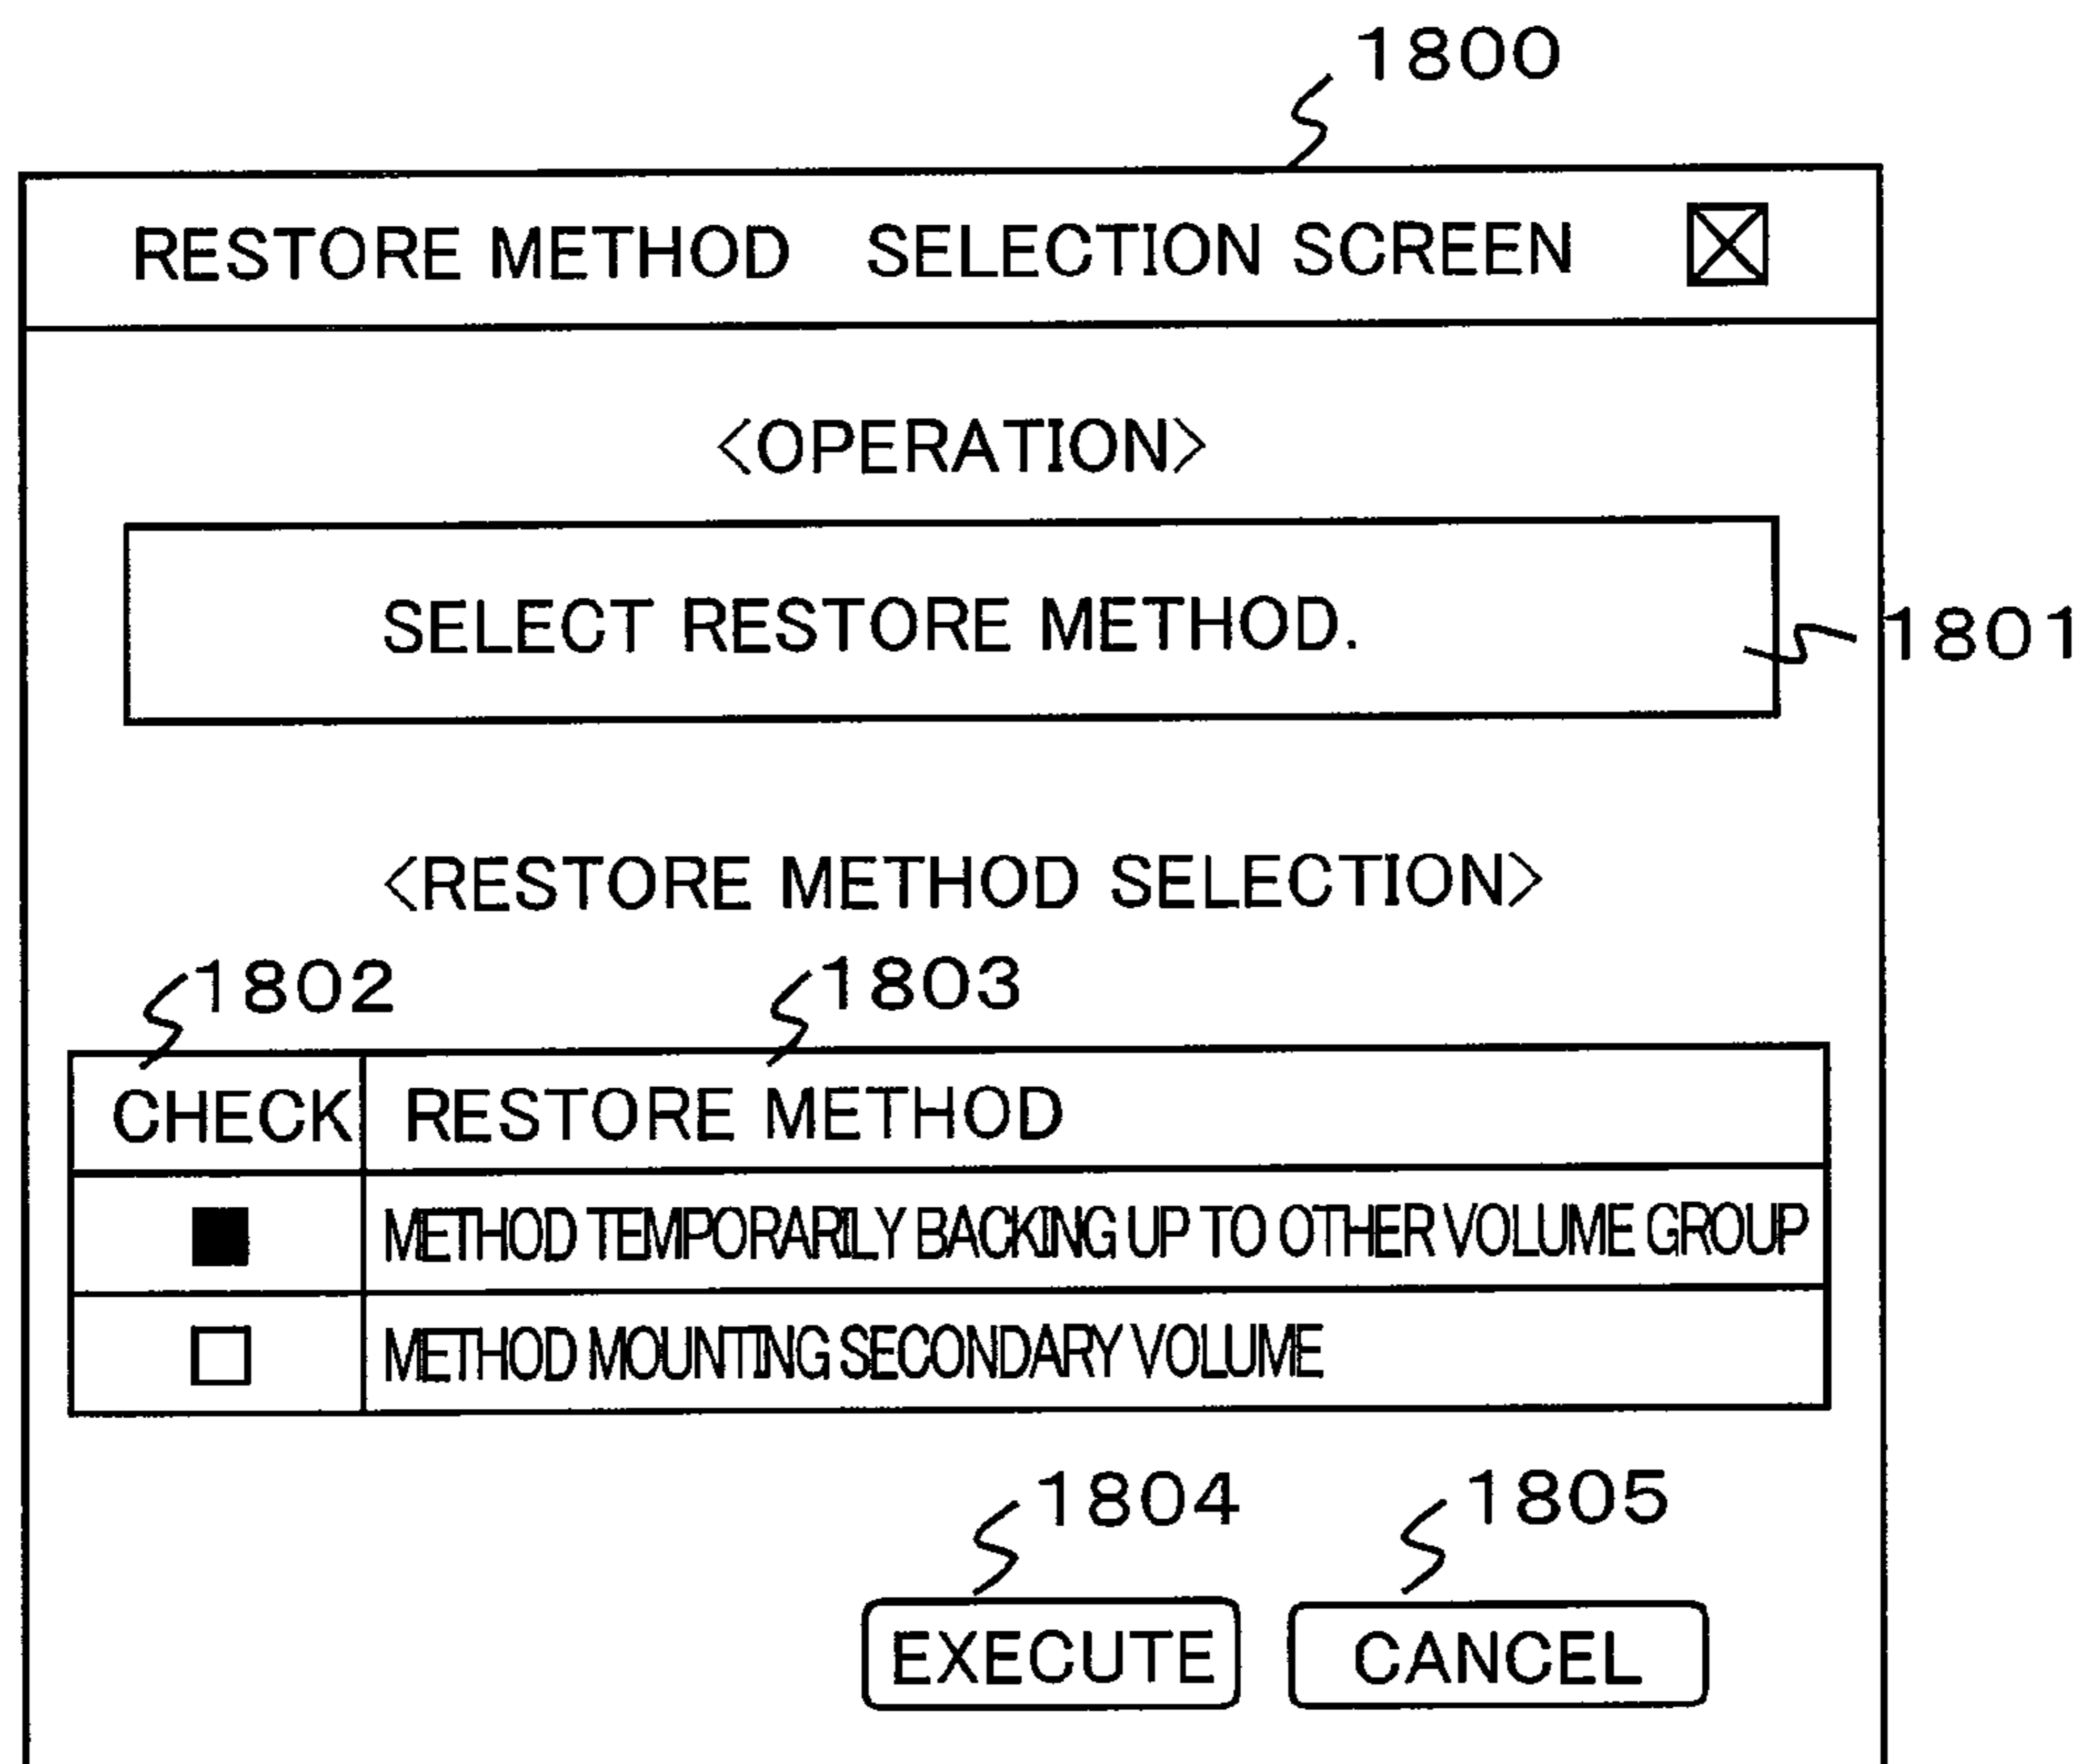 1800
RESTORE METHOD SELECTION SCREEN
<OPERATION>
SELECT RESTORE METHOD.
1801
<RESTORE METHOD SELECTION>
1802 1803
CHECK RESTORE METHOD
METHOD TEMPORARILY BACKING UP TO OTHER VOLUME GROUP
METHOD MOUNTING SECONDARY VOLUME
1804 1805
EXECUTE CANCEL